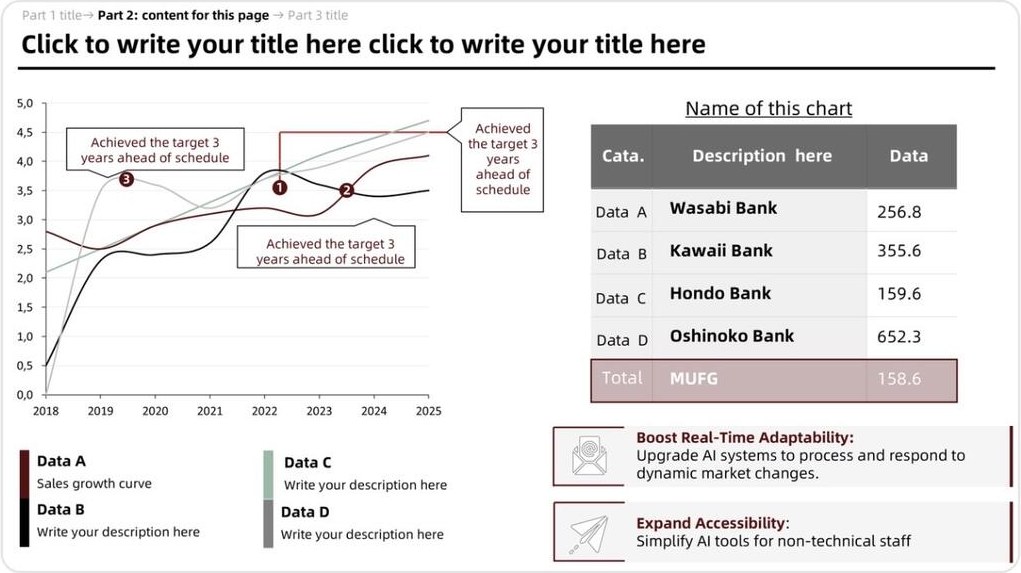 Part 1 title→ Part 2: content for this page → Part 3 title
Click to write your title here click to write your title here
5,0
4,5
4,0
3,5
3,0
2,5
2,0
1,5
1,0
0,5
0,0
2018 2019 2020 2021 2022 2023 2024 2025
Achieved the target 3
years ahead of schedule
3
1
2
Achieved the target 3
years ahead of schedule
Achieved
the target 3
years
ahead of
schedule
Data A
Sales growth curve
Data B
Write your description here
Data C
Write your description here
Data D
Write your description here
Name of this chart
Cata. Description here Data
Data A Wasabi Bank 256.8
Data B Kawaii Bank 355.6
Data C Hondo Bank 159.6
Data D Oshinoko Bank 652.3
Total MUFG 158.6
Boost Real-Time Adaptability:
Upgrade AI systems to process and respond to
dynamic market changes.
Expand Accessibility:
Simplify AI tools for non-technical staff